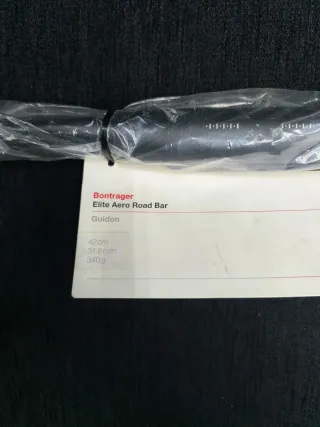 Bontrager
Elite Aero Road Bar
Guidon
42cm
31.8mm
340g